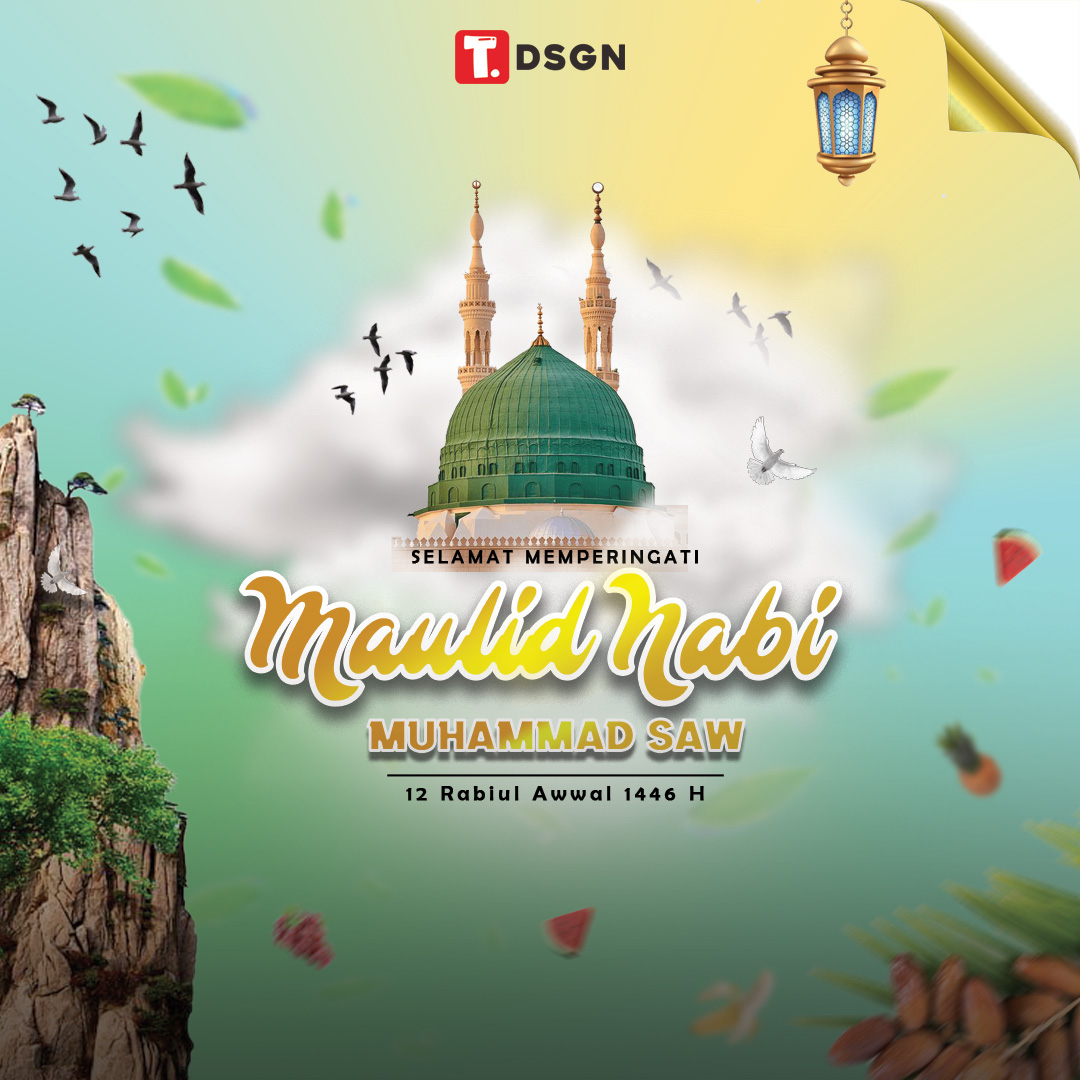 T. DSGN
SELAMAT MEMPERINGATI
Maulid Nabi
MUHAMMAD SAW
12 Rabiul Awwal 1446 H